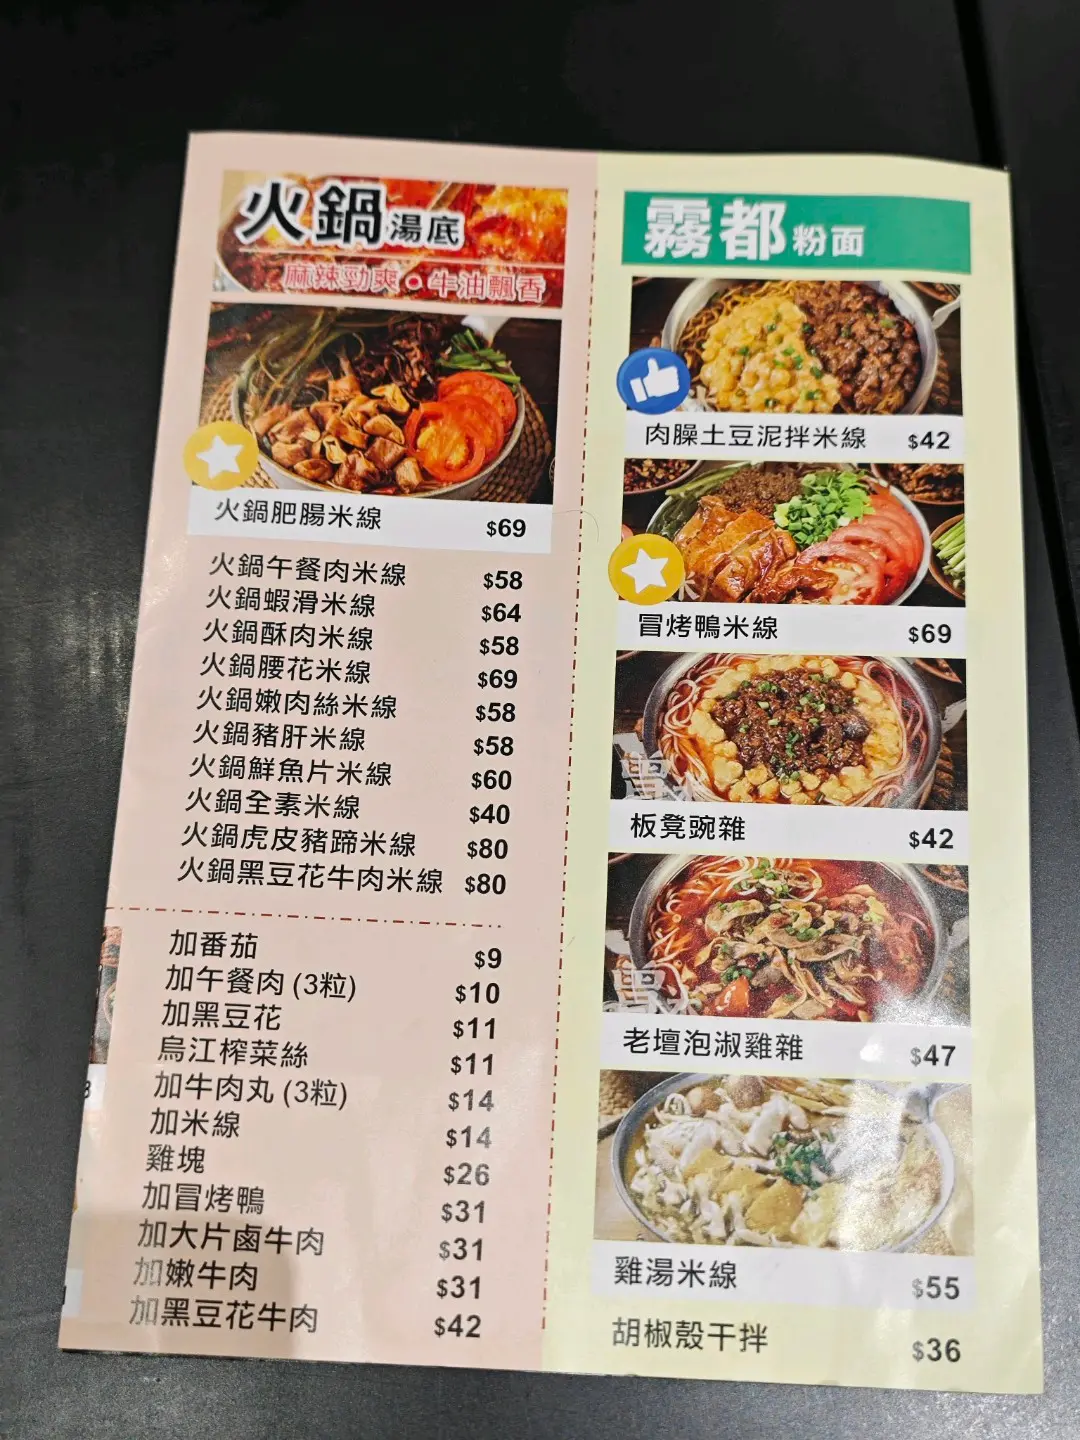 火鍋湯底
麻辣勁爽•牛油飄香
火鍋肥腸米線 $69
火鍋午餐肉米線 $58
火鍋蝦滑米線 $64
火鍋酥肉米線 $58
火鍋腰花米線 $69
火鍋嫩肉絲米線 $58
火鍋豬肝米線 $58
火鍋鮮魚片米線 $60
火鍋全素米線 $40
火鍋虎皮豬蹄米線 $80
火鍋黑豆花牛肉米線 $80
加番茄 $9
加午餐肉 (3粒) $10
加黑豆花 $11
烏江榨菜絲 $11
加牛肉丸 (3粒) $14
加米線 $14
雞塊 $26
加冒烤鴨 $31
加大片鹵牛肉 $31
加嫩牛肉 $31
加黑豆花牛肉 $42
霧都粉面
肉臊土豆泥拌米線 $42
冒烤鴨米線 $69
板凳豌雜 $42
老壇泡淑雞雜 $47
雞湯米線 $55
胡椒殼干拌 $36